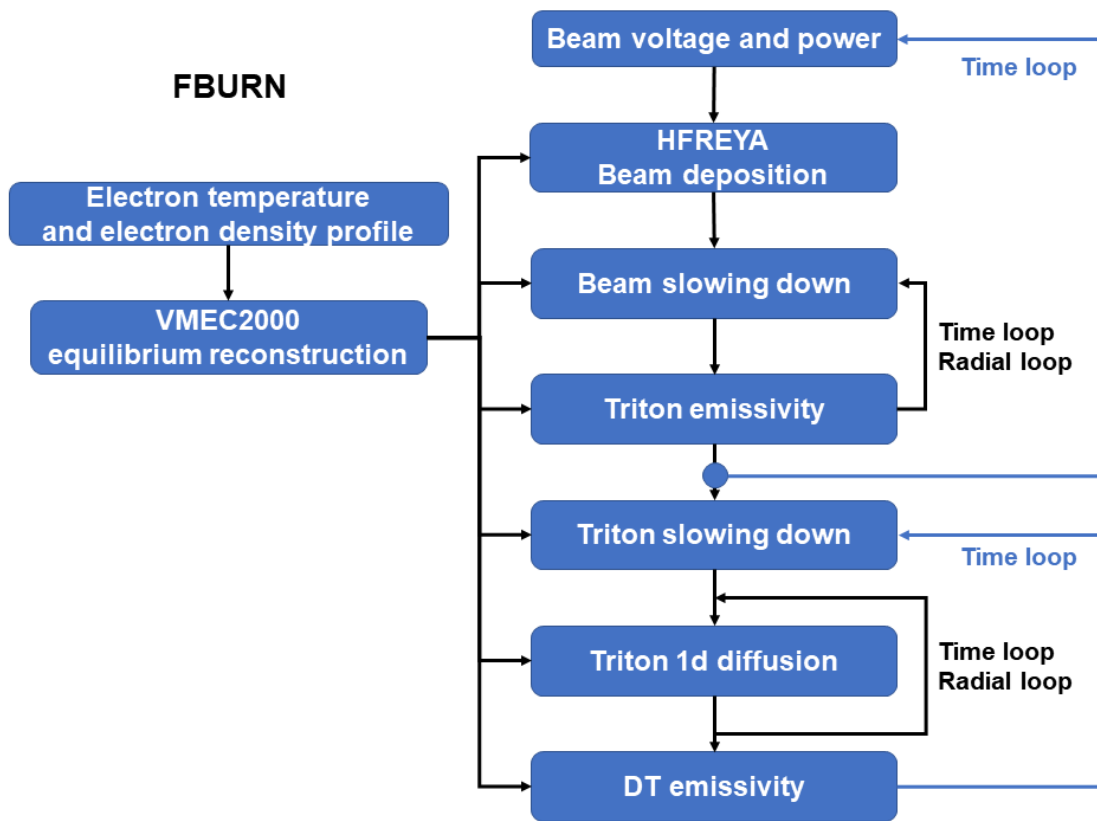 FBURN
Electron temperature
and electron density profile
VMEC2000
equilibrium reconstruction
Beam voltage and power
Time loop
HFREYA
Beam deposition
Beam slowing down
Time loop
Radial loop
Triton emissivity
Triton slowing down
Time loop
Triton 1d diffusion
Time loop
Radial loop
DT emissivity